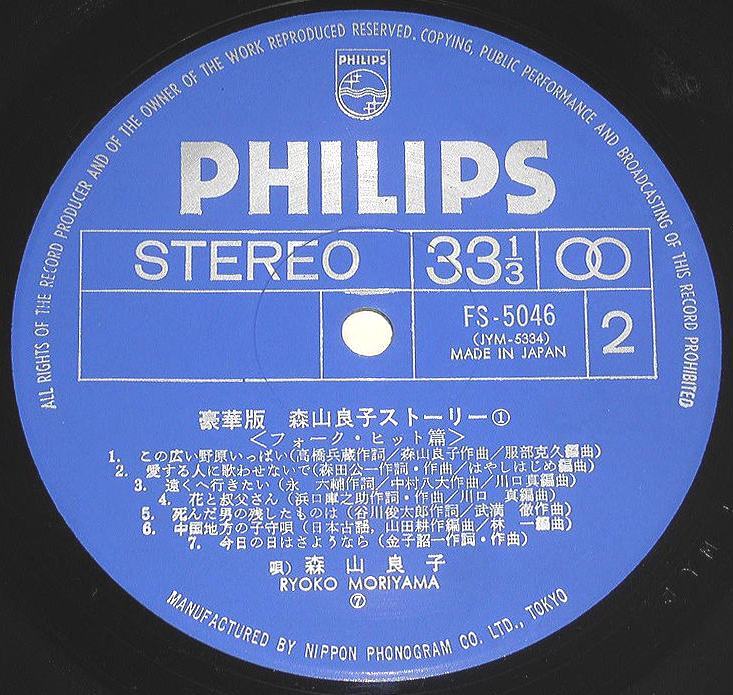 ALL RIGHTS OF THE RECORD PRODUCER AND OF THE OWNER OF THE WORK REPRODUCED RESERVED. COPYING, PUBLIC PERFORMANCE AND BROADCASTING OF THIS RECORD PROHIBITED
PHILIPS
PHILIPS
STEREO 33 1/3
FS-5046
(JYM-5334)
MADE IN JAPAN
2
豪華版 森山良子ストーリー①
＜フォーク・ヒット篇＞
1. この広い野原いっぱい(高橋兵蔵作詞／森山良子作曲／服部克久編曲)
2. 愛する人に歌わせないで(森田公一作詞・作曲／はやしはじめ編曲)
3. 遠くへ行きたい(永 六輔作詞／中村八大作曲／川口真編曲)
4. 花と叔父さん(浜口庫之助作詞・作曲／川口 真編曲)
5. 死んだ男の残したものは(谷川俊太郎作詞／武満 徹作曲)
6. 中国地方の子守唄(日本古謡，山田耕作編曲／林 一編曲)
7. 今日の日はさようなら(金子詔一作詞・作曲)
唄) 森山良子
RYOKO MORIYAMA
⑦
MANUFACTURED BY NIPPON PHONOGRAM CO. LTD., TOKYO